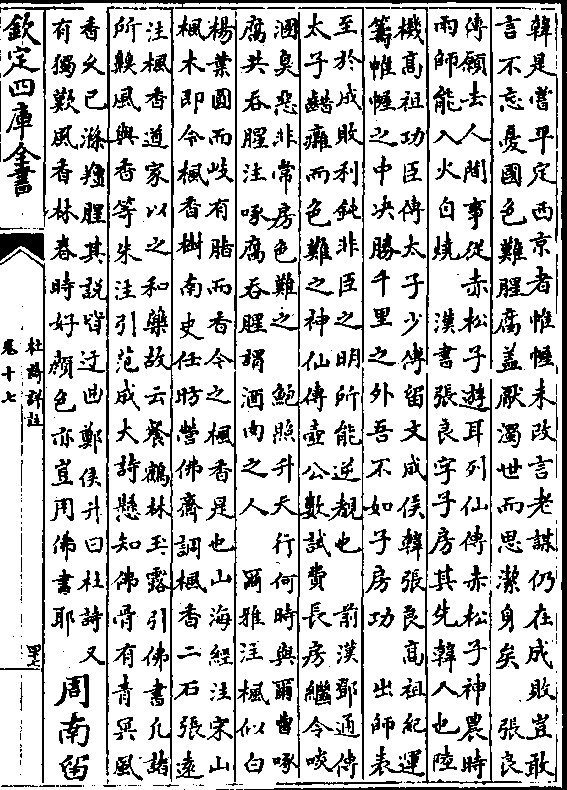 韓是嘗平定西京者惟幄未改言老謀仍在成敗豈敢
言不忘憂國色難腥腐蓋厭濁世而思潔身矣 張良
傳願去人間事從赤松子遊耳列仙傳赤松子神農時
雨師能入火自燒 漢書張良字子房其先韓人也陸
機高祖功臣傳太子少傅留文成侯韓張良高祖紀運
籌帷幄之中决勝千里之外吾不如子房功 出師表
至於成敗利鈍非臣之明所能逆覩也 前漢鄧通傳
太子齰癰而色難之神仙傳壺公數試費長房繼令啖
溷臭惡非常房色難之 鮑照升天行何時與爾曹啄
腐共吞腥注啄腐吞腥謂酒肉之人 爾雅注楓似白
楊葉圓而岐有脂而香今之楓香是也山海經注宋山
楓木即今楓香樹南史任昉營佛齋調楓香二石張遠
注楓香道家以之和藥故云餐鶴林玉露引佛書凡諸
所齅風與香等朱注引范成大詩懸知佛骨有青冥風
香久已滌羶腥其說皆迂曲鄭侯升曰杜詩又
有獨歎風香林春時好顔色亦豈用佛書耶
周南留
欽定四庫全書
杜詩詳註
卷十七
四七